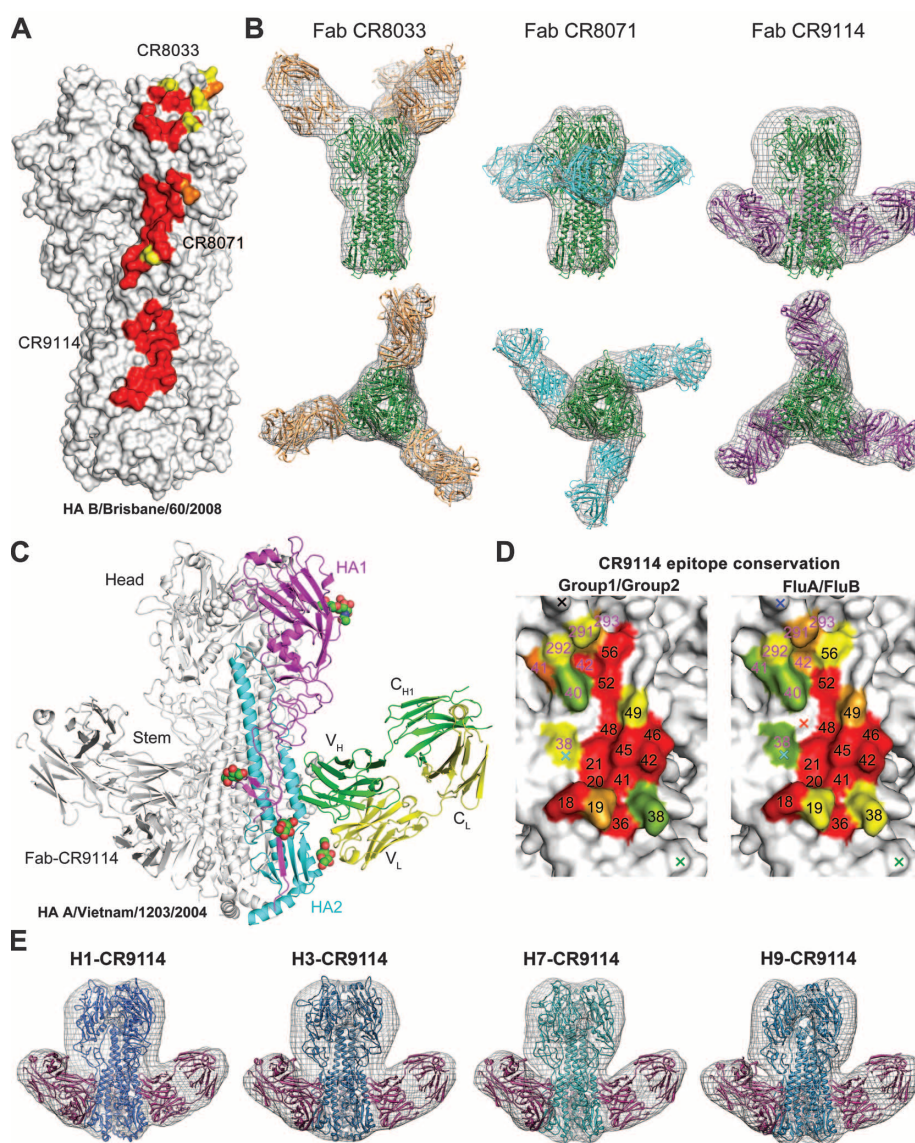 A
CR8033
CR8071
CR9114
HA B/Brisbane/60/2008
B
Fab CR8033
Fab CR8071
Fab CR9114
C
Head
HA1
Stem
CH1
VH
CL
VL
Fab-CR9114
HA2
HA A/Vietnam/1203/2004
D
CR9114 epitope conservation
Group1/Group2
FluA/FluB
291 293
292 56
41 42
52
40
49
38 48 46
45 42
21
20 41
18 19 38
36
291 293
292 56
41 42
52
40
49
38 48 46
45 42
21
20 41
18 19 38
36
E
H1-CR9114
H3-CR9114
H7-CR9114
H9-CR9114